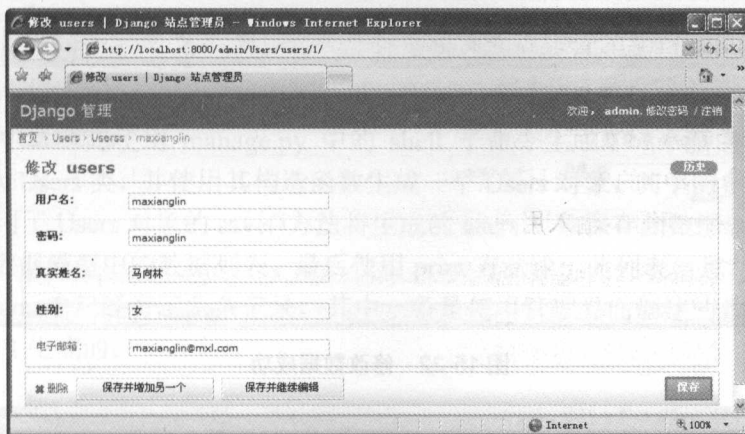 修改 users | Django 站点管理员 - Windows Internet Explorer
http://localhost:8000/admin/Users/users/1/
修改 users | Django 站点管理员
Django 管理
欢迎， admin. 修改密码 / 注销
首页 › Users › Userss › maxianglin
修改 users
历史
用户名： maxianglin
密码： maxianglin
真实姓名： 马向林
性别： 女
电子邮箱： maxianglin@mxl.com
删除 保存并增加另一个 保存并继续编辑 保存
Internet 100%